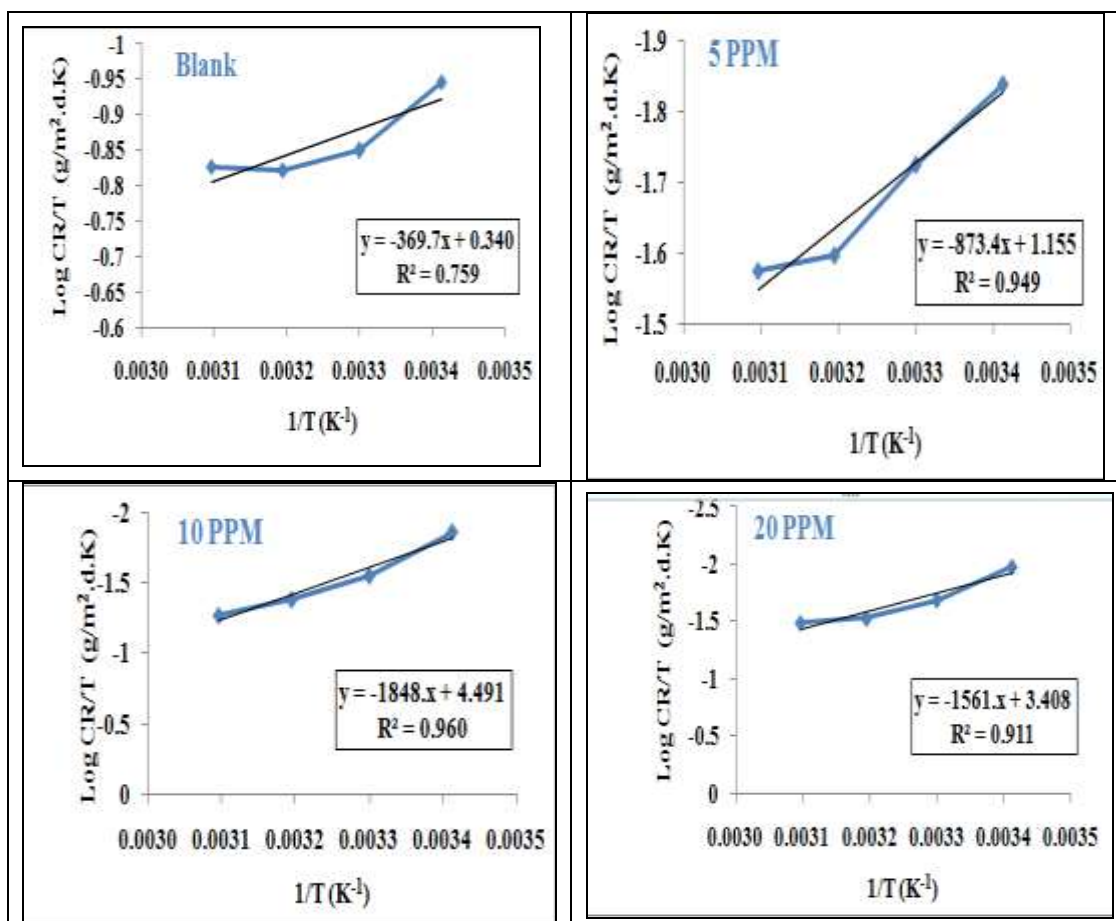 Blank
Log CR/T (g/m².d.K)
-1
-0.95
-0.9
-0.85
-0.8
-0.75
-0.7
-0.65
-0.6
y = -369.7x + 0.340
R² = 0.759
0.0030 0.0031 0.0032 0.0033 0.0034 0.0035
1/T (K⁻¹)
5 PPM
Log CR/T (g/m².d.K)
-1.9
-1.8
-1.7
-1.6
-1.5
y = -873.4x + 1.155
R² = 0.949
0.0030 0.0031 0.0032 0.0033 0.0034 0.0035
1/T (K⁻¹)
10 PPM
Log CR/T (g/m².d.K)
-2
-1.5
-1
-0.5
0
y = -1848.x + 4.491
R² = 0.960
0.0030 0.0031 0.0032 0.0033 0.0034 0.0035
1/T (K⁻¹)
20 PPM
Log CR/T (g/m².d.K)
-2.5
-2
-1.5
-1
-0.5
0
y = -1561.x + 3.408
R² = 0.911
0.0030 0.0031 0.0032 0.0033 0.0034 0.0035
1/T (K⁻¹)